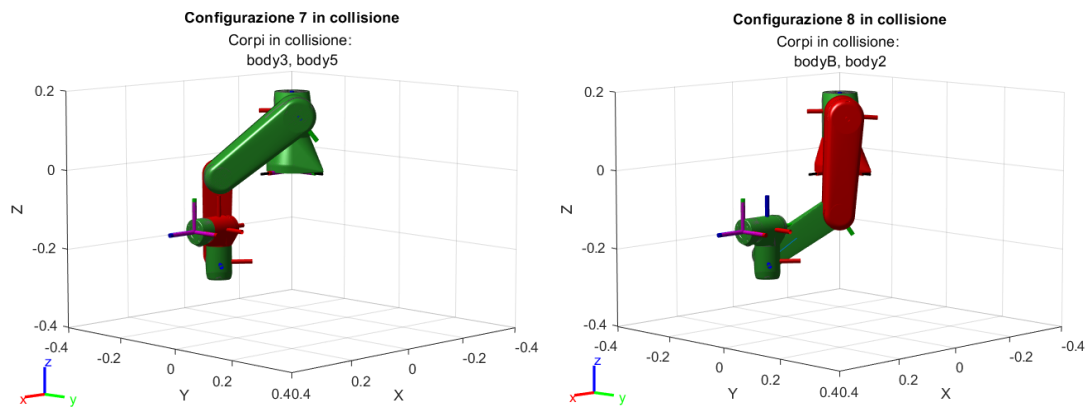 Configurazione 7 in collisione
Corpi in collisione:
body3, body5
0.2
0
-0.2
-0.4
Z
-0.4
-0.2
0
0.2
0.4
Y
0.4
0.2
0
-0.2
-0.4
X
z
x
y
Configurazione 8 in collisione
Corpi in collisione:
bodyB, body2
0.2
0
-0.2
-0.4
Z
-0.4
-0.2
0
0.2
0.4
Y
0.4
0.2
0
-0.2
-0.4
X
z
x
y